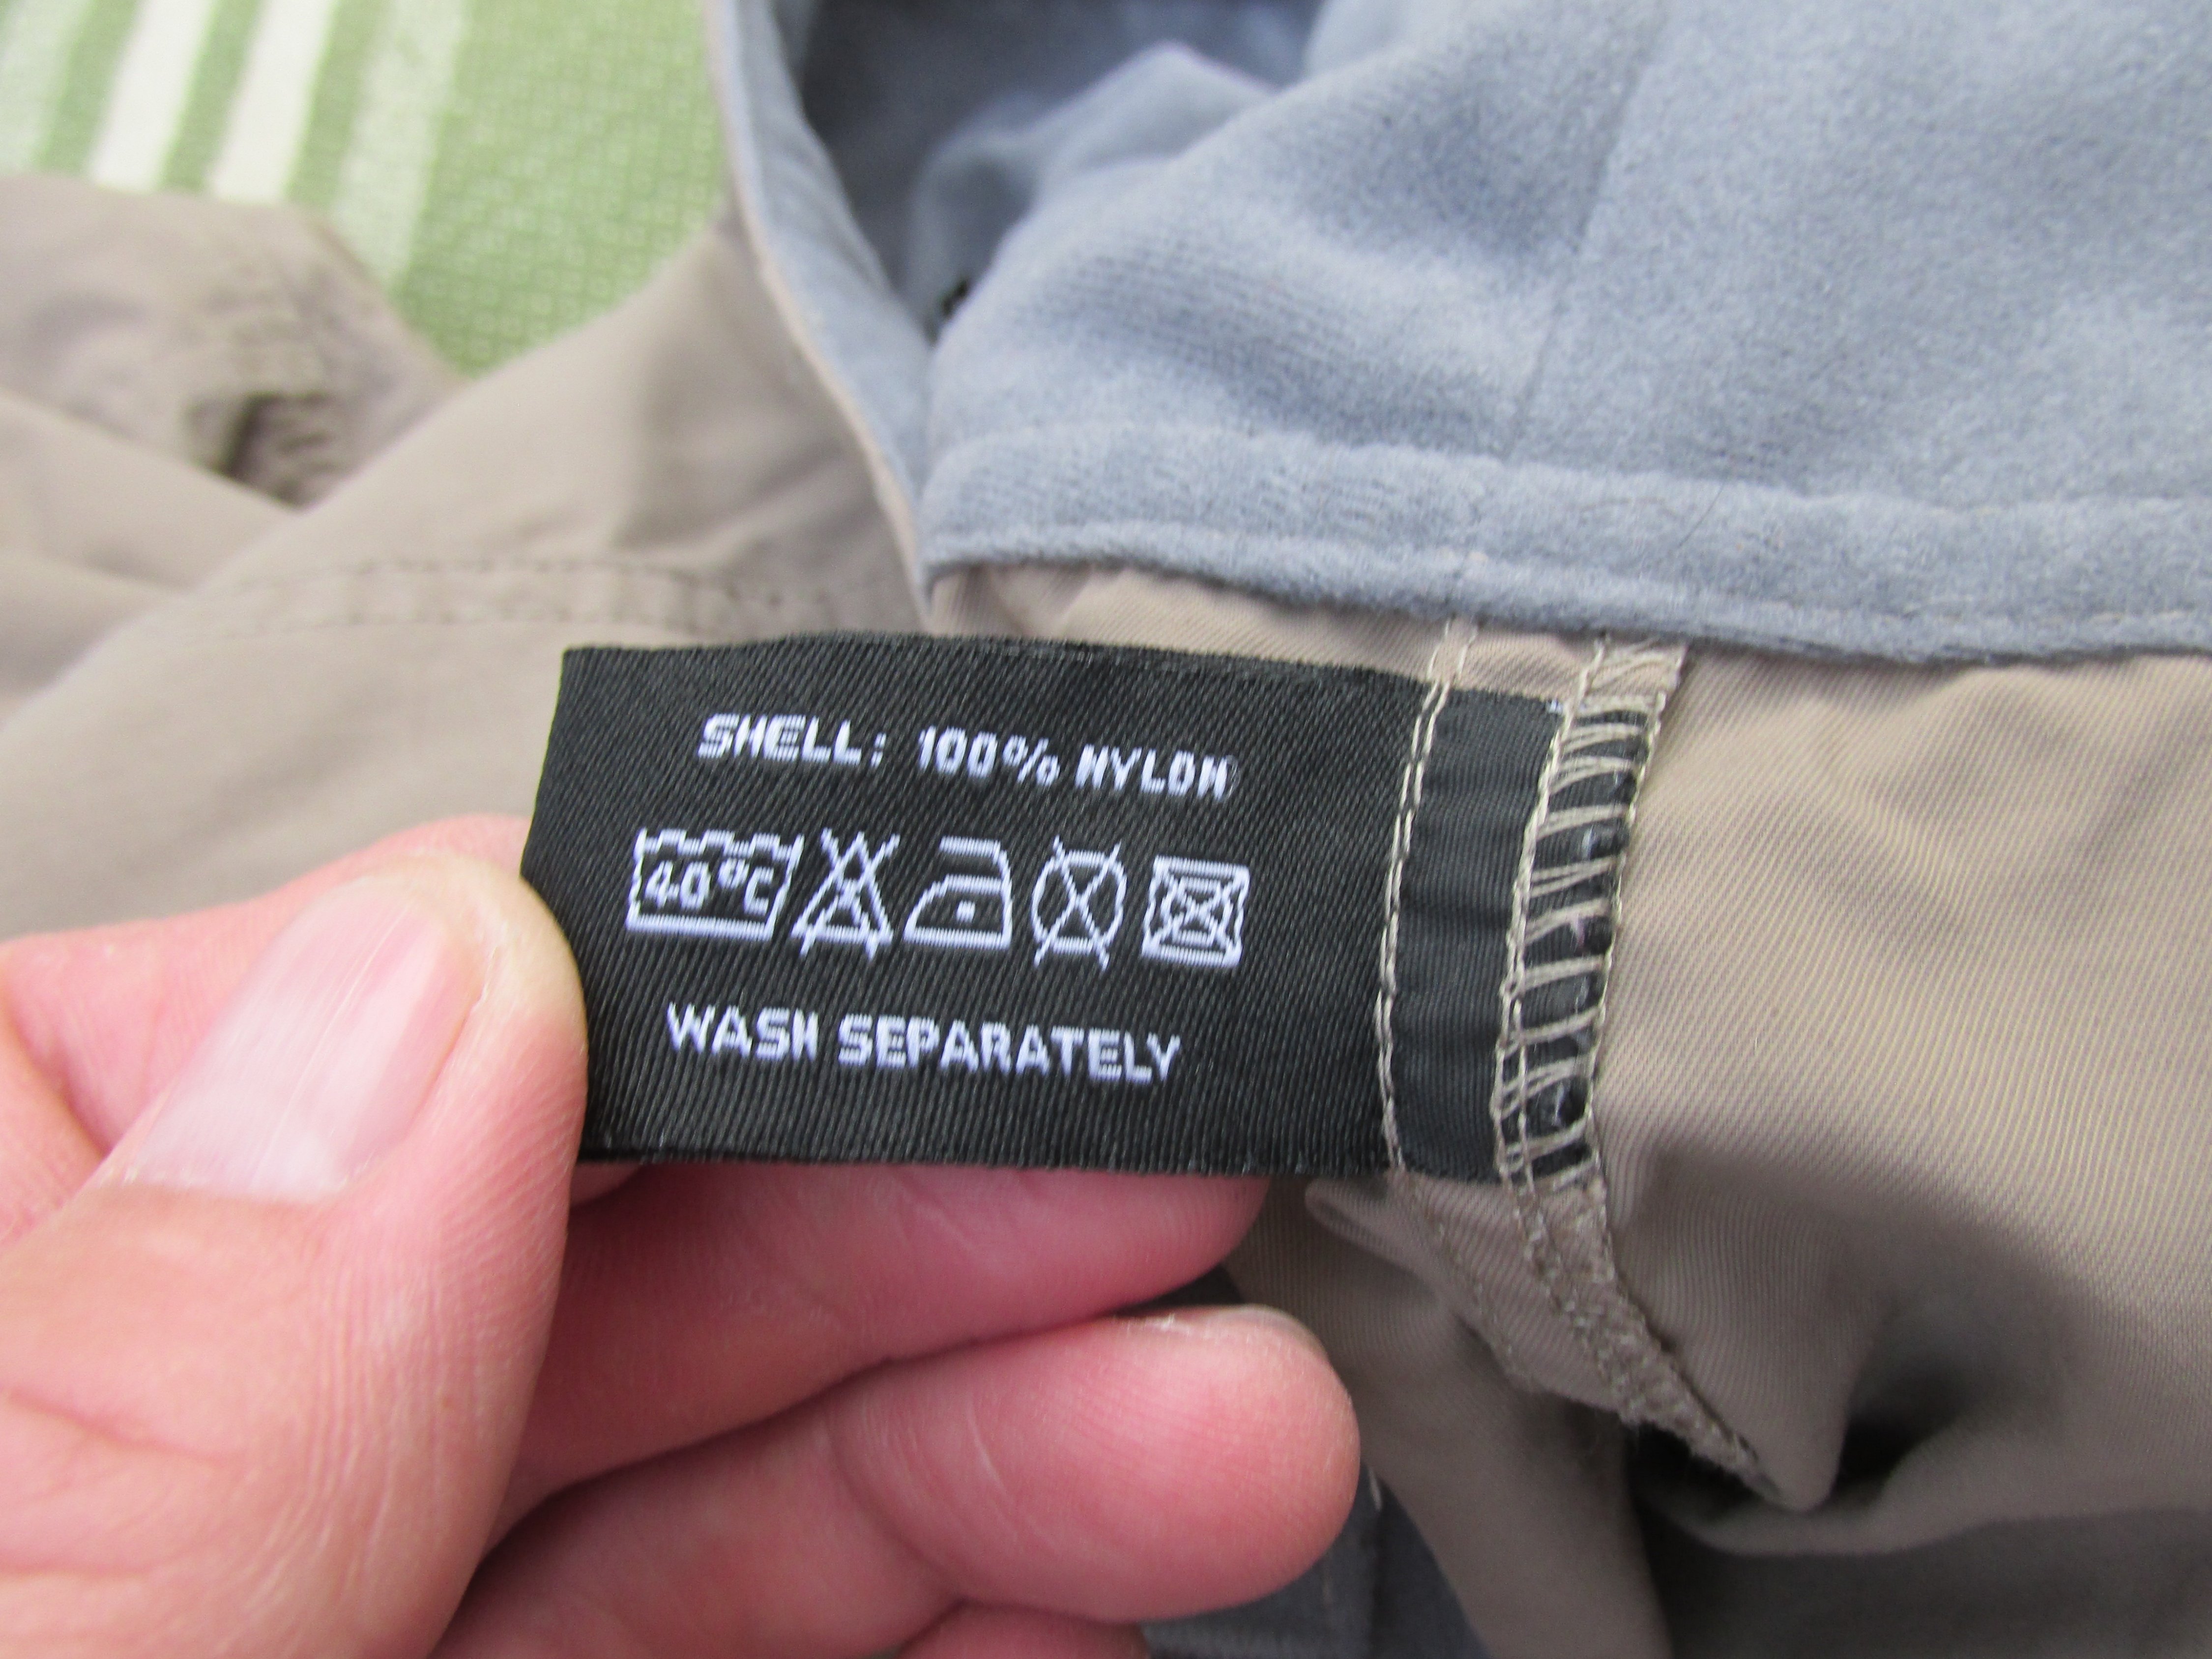 SHELL: 100% NYLON
40°C
WASH SEPARATELY